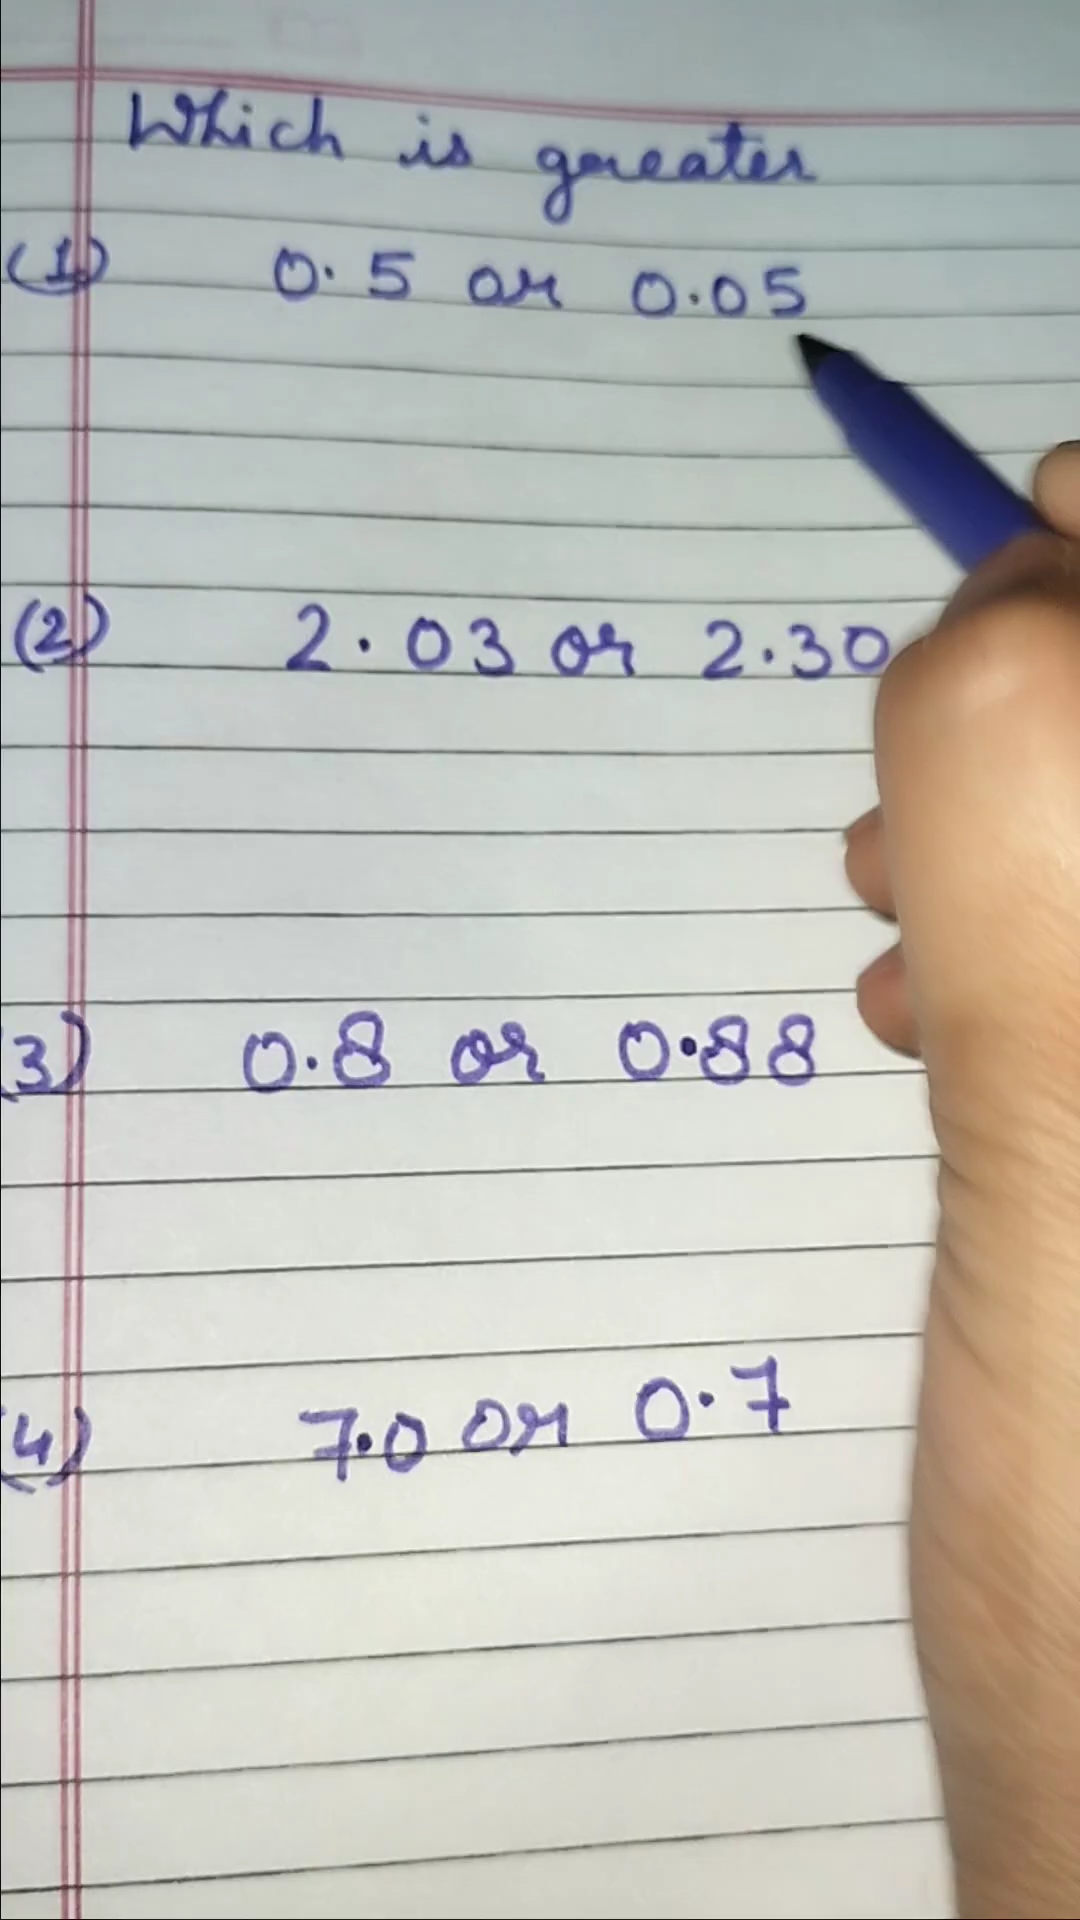 Which is greater
(1) 0.5 or 0.05
(2) 2.03 or 2.30
(3) 0.8 or 0.88
(4) 7.0 or 0.7